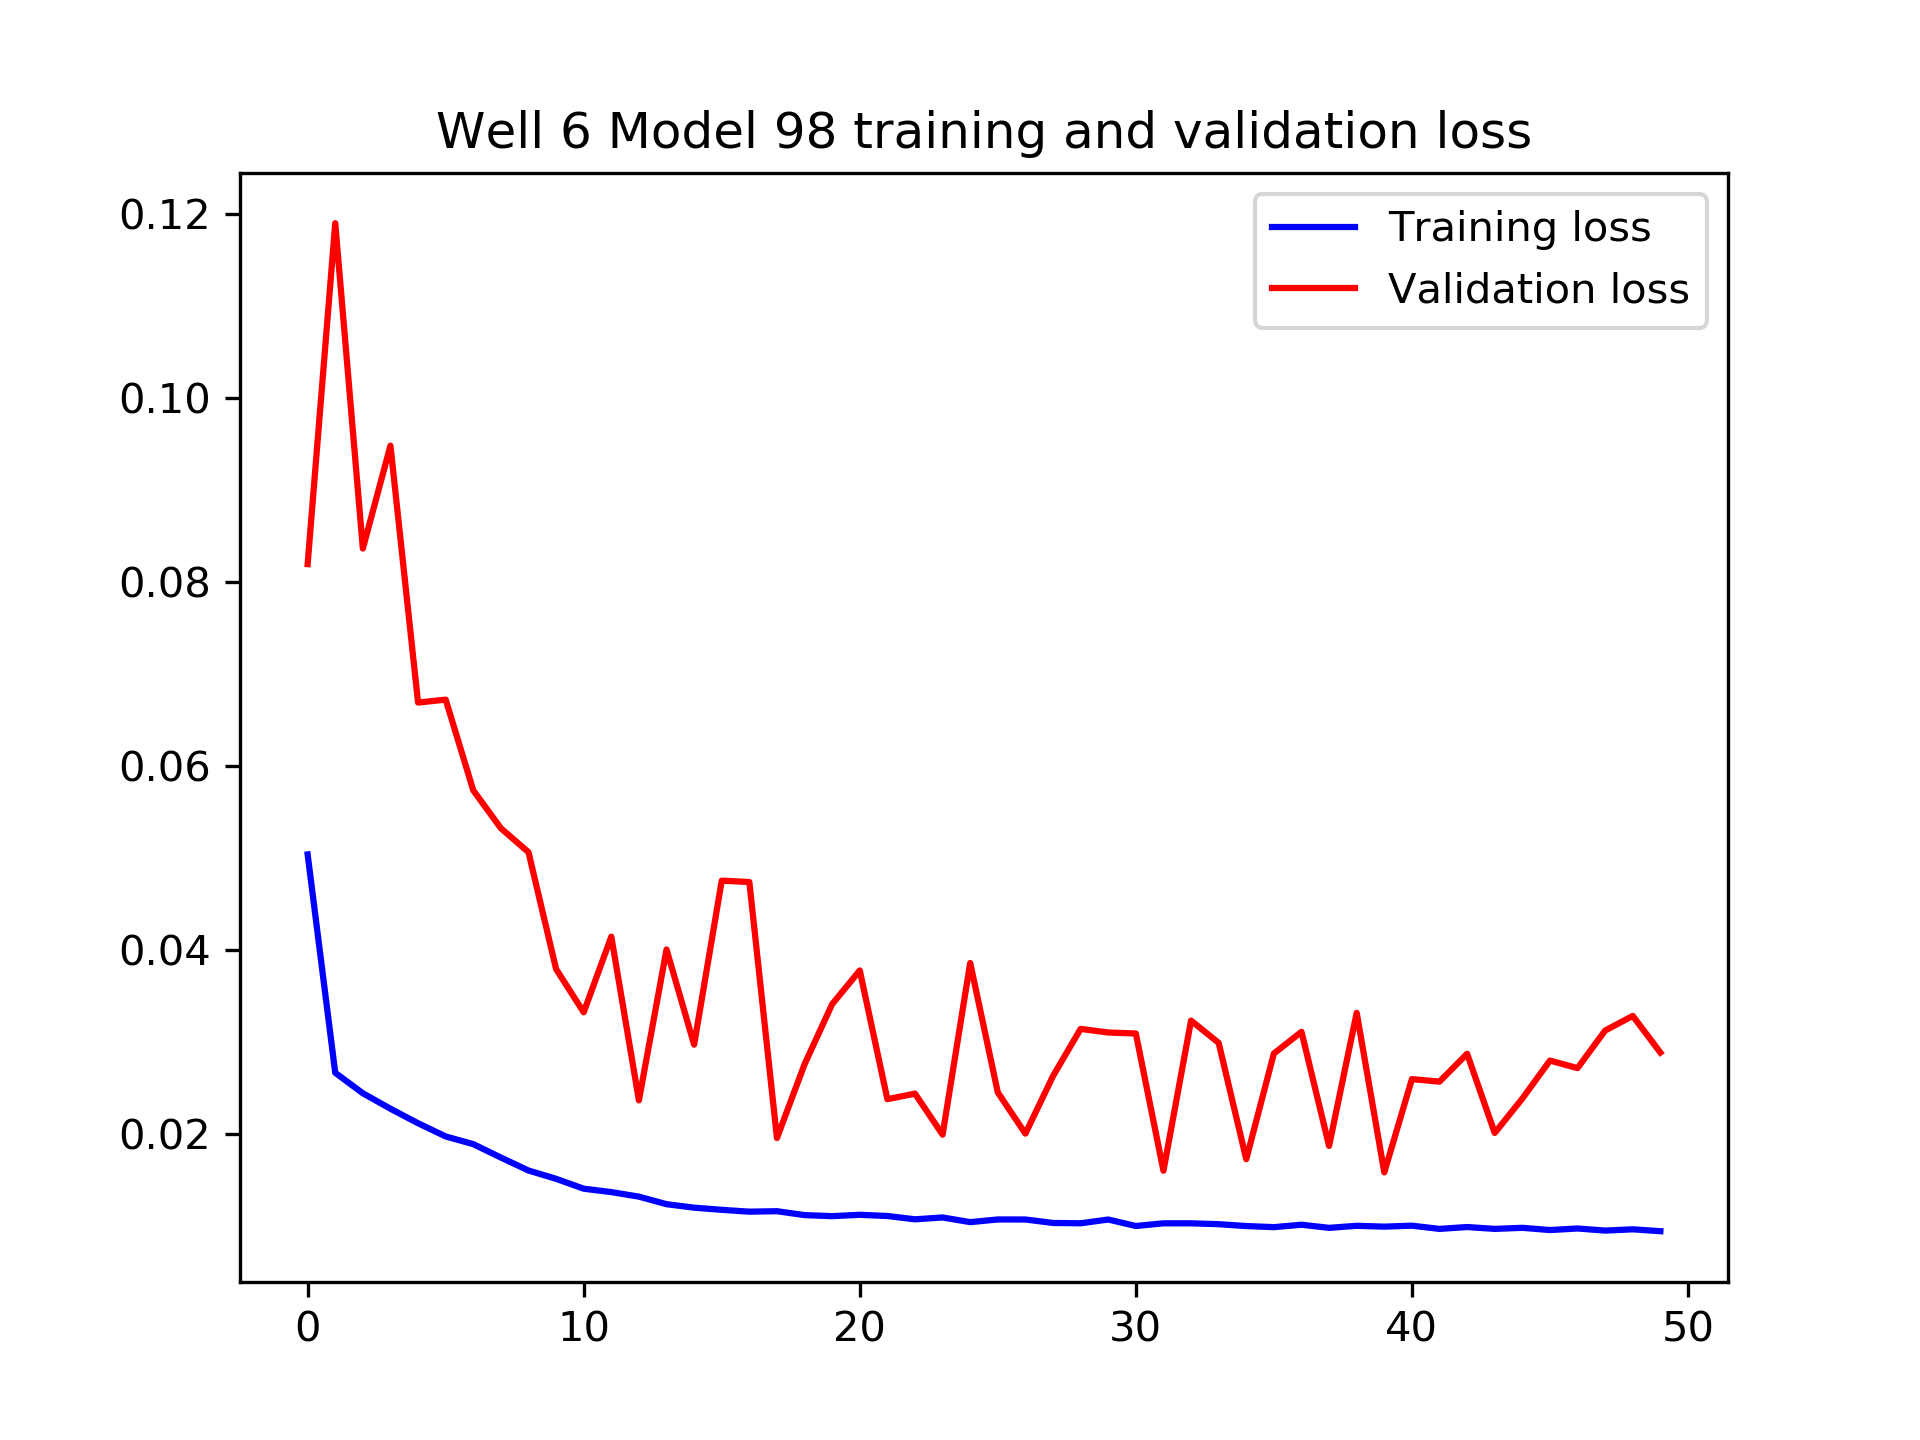 Well 6 Model 98 training and validation loss
Training loss
Validation loss
0.12
0.10
0.08
0.06
0.04
0.02
0 10 20 30 40 50